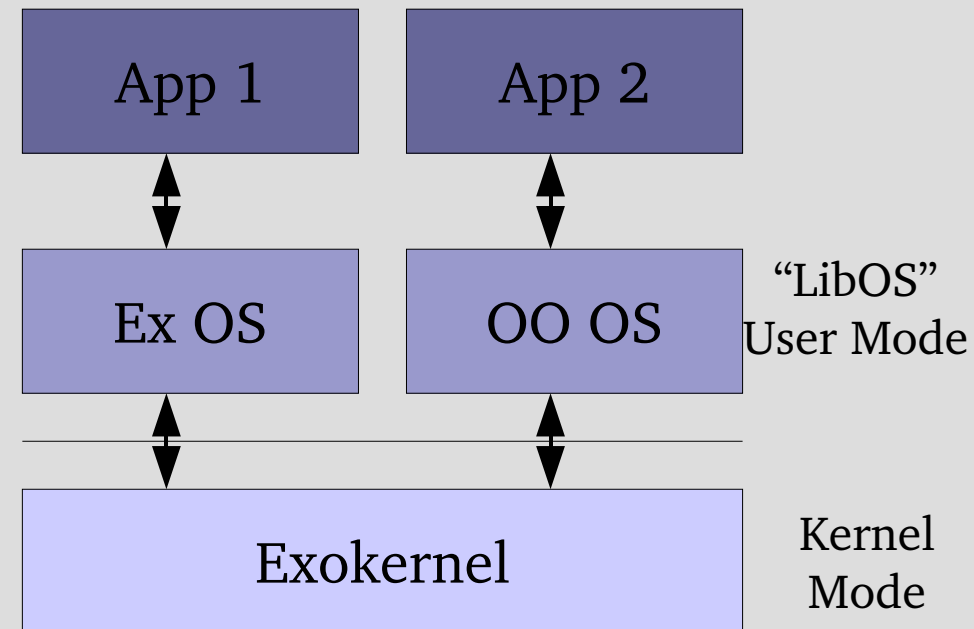 App 1
App 2
Ex OS
OO OS
“LibOS”
User Mode
Exokernel
Kernel
Mode